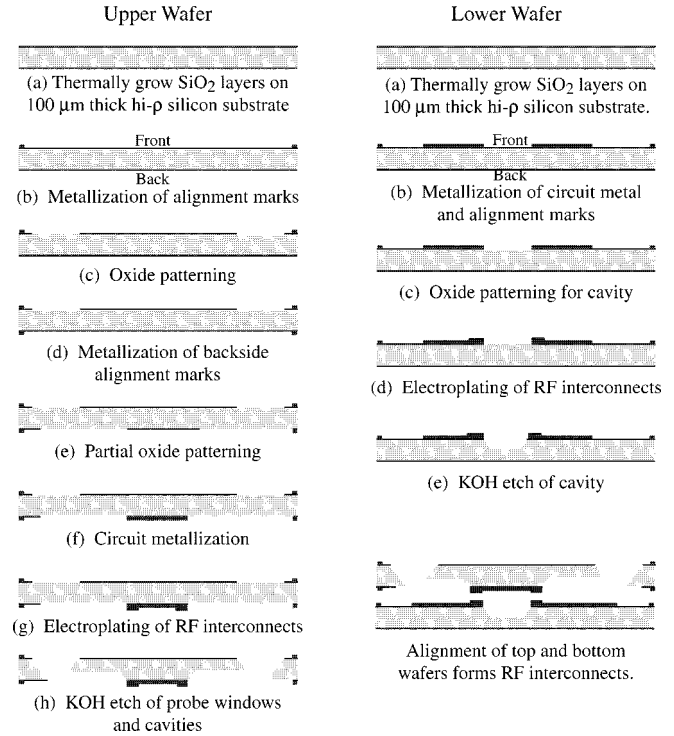 Upper Wafer
(a) Thermally grow SiO2 layers on
100 μm thick hi-ρ silicon substrate
Front
Back
(b) Metallization of alignment marks
(c) Oxide patterning
(d) Metallization of backside
alignment marks
(e) Partial oxide patterning
(f) Circuit metallization
(g) Electroplating of RF interconnects
(h) KOH etch of probe windows
and cavities
Lower Wafer
(a) Thermally grow SiO2 layers on
100 μm thick hi-ρ silicon substrate.
Front
Back
(b) Metallization of circuit metal
and alignment marks
(c) Oxide patterning for cavity
(d) Electroplating of RF interconnects
(e) KOH etch of cavity
Alignment of top and bottom
wafers forms RF interconnects.